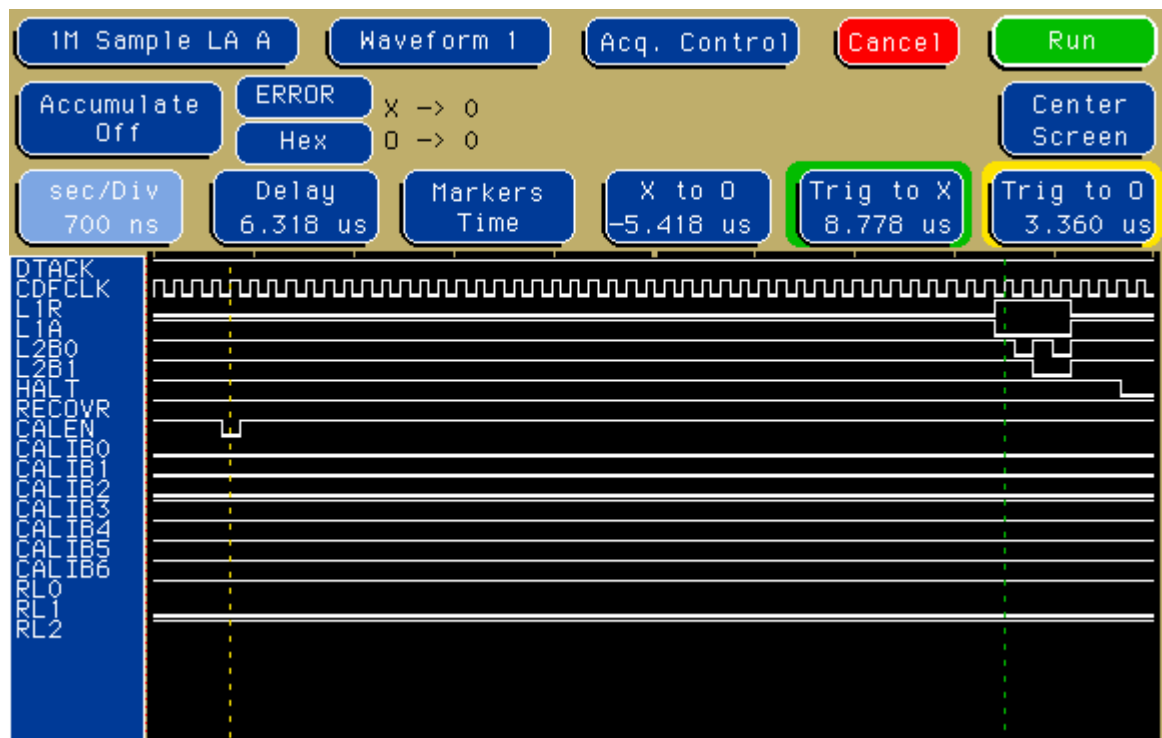 1M Sample LA A Waveform 1 Acq. Control Cancel Run
Accumulate Off ERROR X -> 0 Center Screen
Hex O -> 0
sec/Div Delay Markers X to O Trig to X Trig to O
700 ns 6.318 us Time -5.418 us 8.778 us 3.360 us
DTACK
CDFCLK
L1R
L1A
L2B0
L2B1
HALT
RECOVR
CALEN
CALIB0
CALIB1
CALIB2
CALIB3
CALIB4
CALIB5
CALIB6
RL0
RL1
RL2